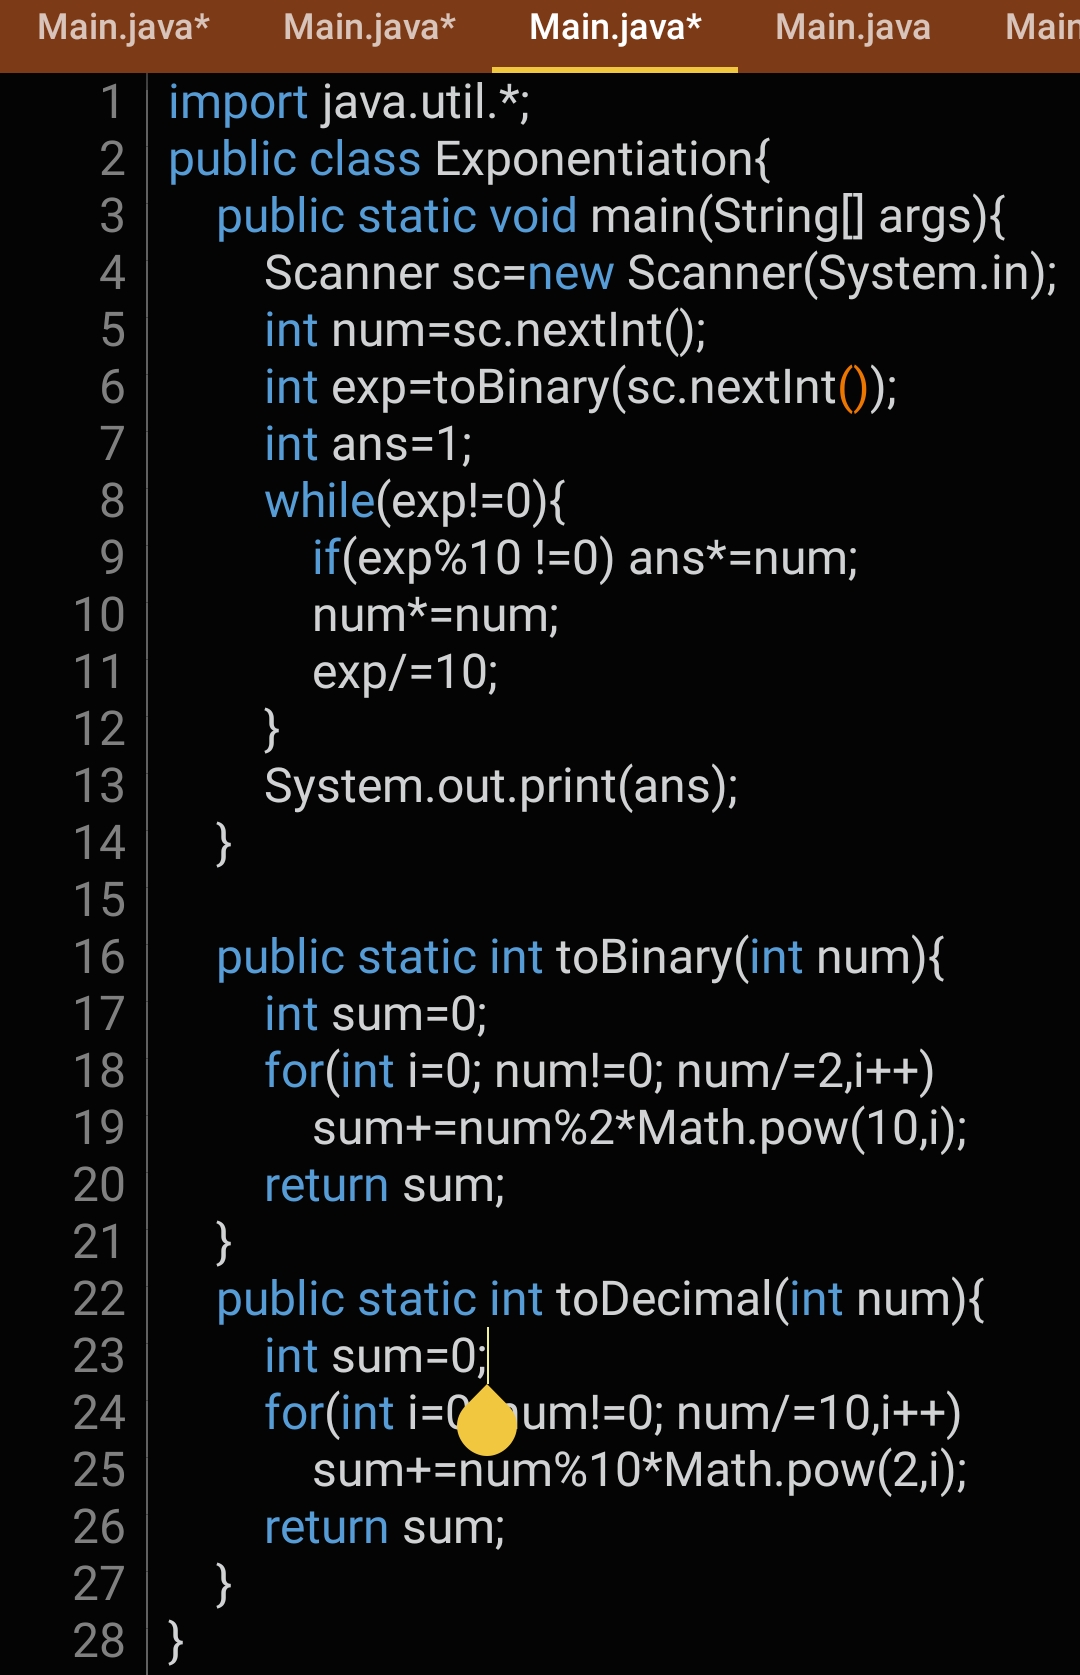 Main.java* Main.java* Main.java* Main.java Main
1 import java.util.*;
2 public class Exponentiation{
3 public static void main(String[] args){
4 Scanner sc=new Scanner(System.in);
5 int num=sc.nextInt();
6 int exp=toBinary(sc.nextInt());
7 int ans=1;
8 while(exp!=0){
9 if(exp%10 !=0) ans*=num;
10 num*=num;
11 exp/=10;
12 }
13 System.out.print(ans);
14 }
15
16 public static int toBinary(int num){
17 int sum=0;
18 for(int i=0; num!=0; num/=2,i++)
19 sum+=num%2*Math.pow(10,i);
20 return sum;
21 }
22 public static int toDecimal(int num){
23 int sum=0;
24 for(int i=0 num!=0; num/=10,i++)
25 sum+=num%10*Math.pow(2,i);
26 return sum;
27 }
28 }